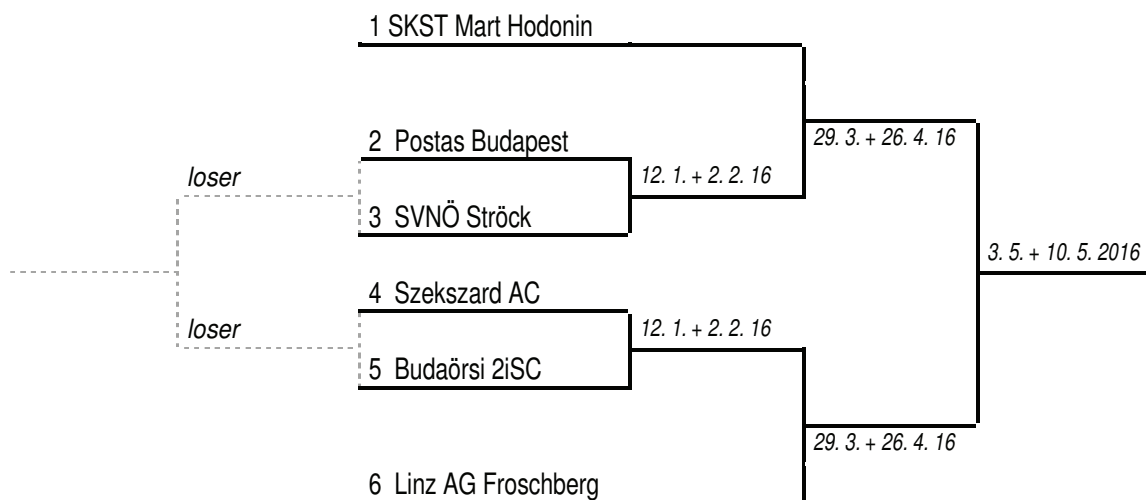 1 SKST Mart Hodonin
2 Postas Budapest
29. 3. + 26. 4. 16
loser
12. 1. + 2. 2. 16
3 SVNÖ Ströck
3. 5. + 10. 5. 2016
4 Szekszard AC
loser
12. 1. + 2. 2. 16
5 Budaörsi 2iSC
29. 3. + 26. 4. 16
6 Linz AG Froschberg